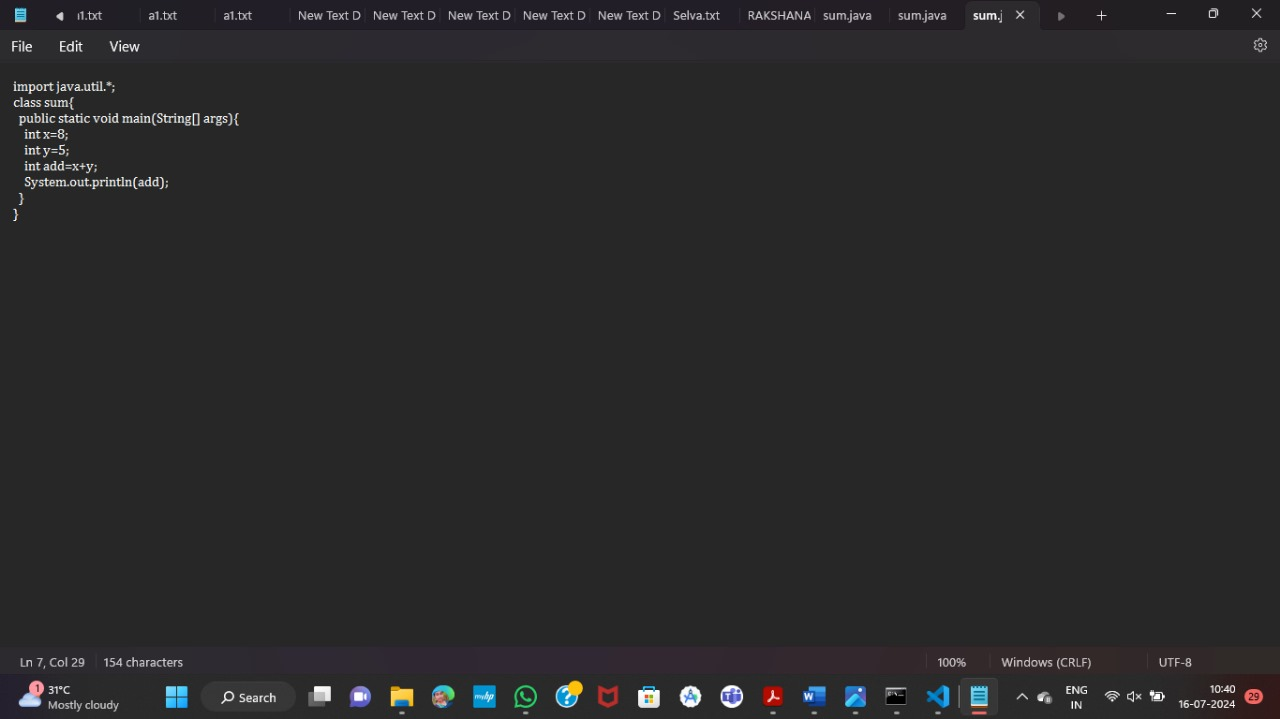 ı1.txt a1.txt a1.txt New Text D New Text D New Text D New Text D New Text D Selva.txt RAKSHANA sum.java sum.java sum.j
File Edit View
import java.util.*;
class sum{
public static void main(String[] args){
int x=8;
int y=5;
int add=x+y;
System.out.println(add);
}
}
Ln 7, Col 29 154 characters 100% Windows (CRLF) UTF-8
1 31°C
Mostly cloudy
Search
myhp
ENG
IN
10:40
16-07-2024
29